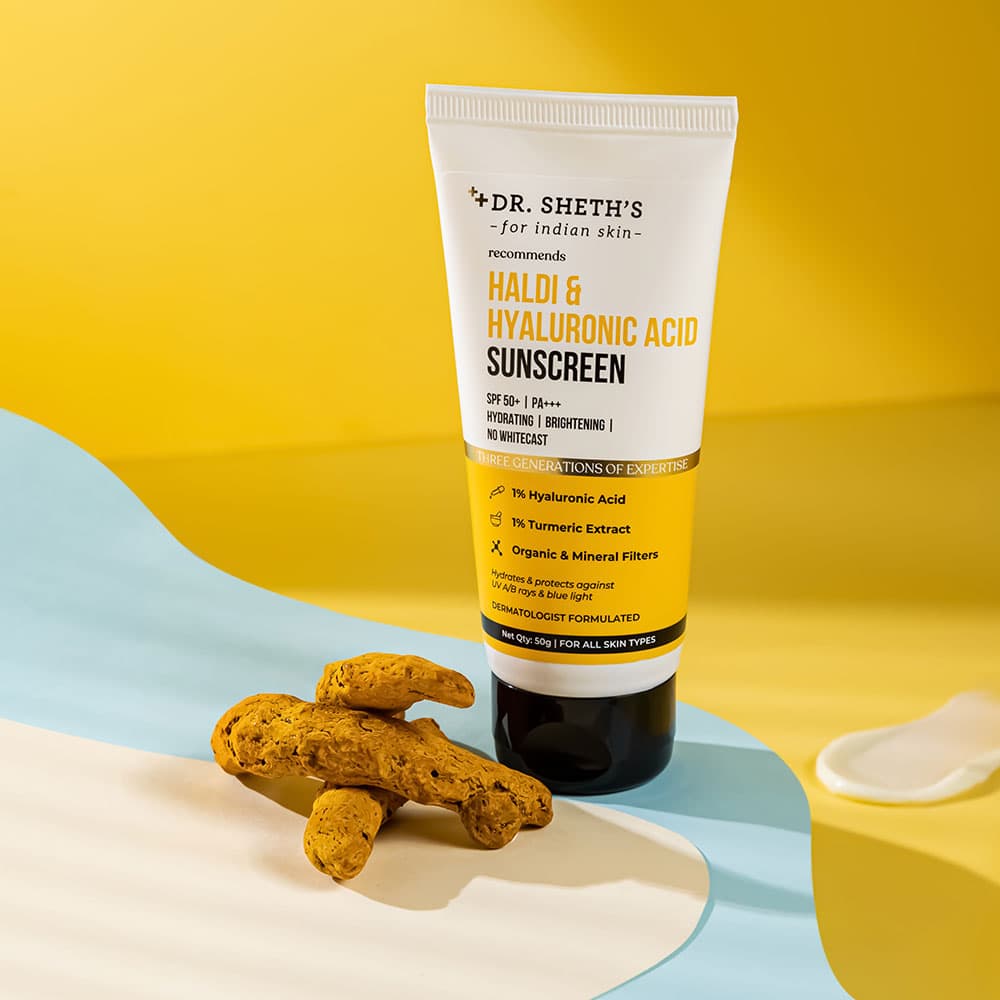 DR. SHETH'S
-for indian skin-
recommends
HALDI &
HYALURONIC ACID
SUNSCREEN
SPF 50+ | PA+++
HYDRATING | BRIGHTENING |
NO WHITECAST
THREE GENERATIONS OF EXPERTISE
1% Hyaluronic Acid
1% Turmeric Extract
Organic & Mineral Filters
Hydrates & protects against
UV A/B rays & blue light
DERMATOLOGIST FORMULATED
Net Qty: 50g | FOR ALL SKIN TYPES